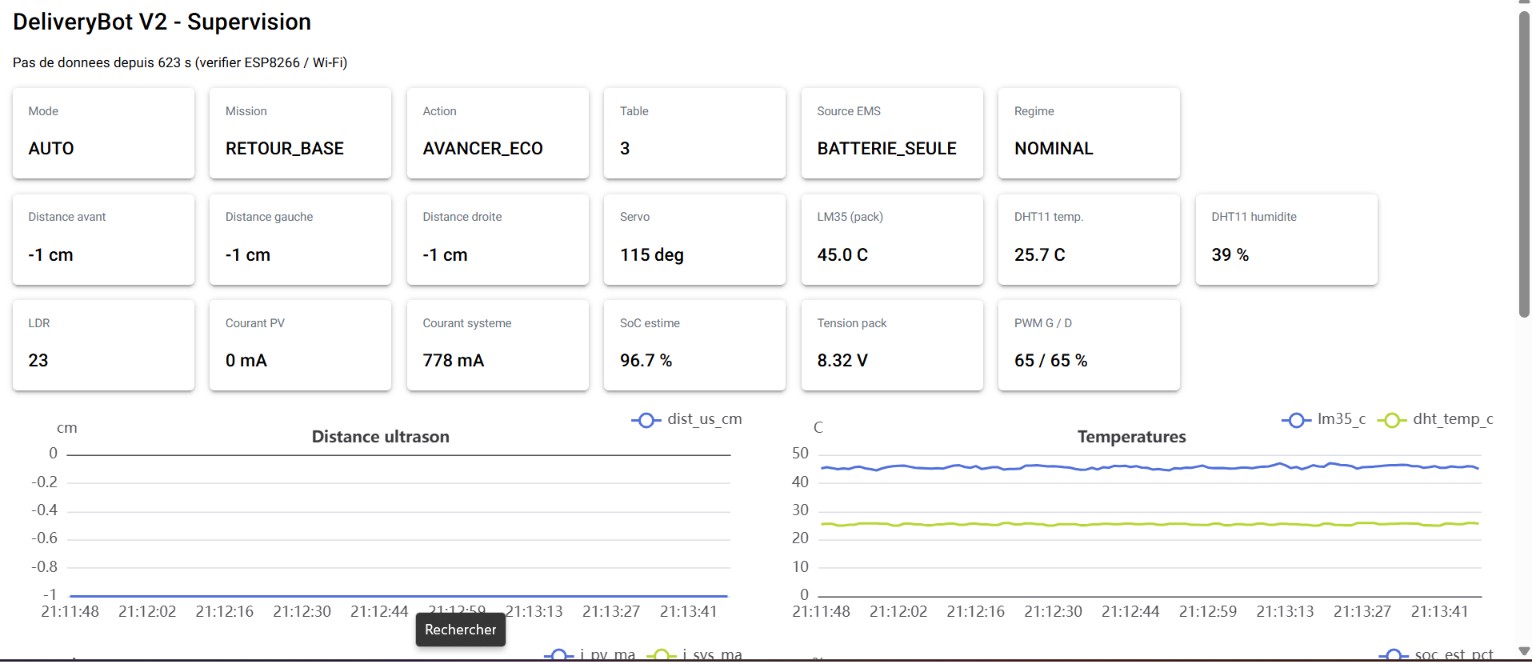 DeliveryBot V2 - Supervision
Pas de donnees depuis 623 s (verifier ESP8266 / Wi-Fi)
Mode Mission Action Table Source EMS Regime
AUTO RETOUR_BASE AVANCER_ECO 3 BATTERIE_SEULE NOMINAL
Distance avant Distance gauche Distance droite Servo LM35 (pack) DHT11 temp. DHT11 humidite
-1 cm -1 cm -1 cm 115 deg 45.0 C 25.7 C 39 %
LDR Courant PV Courant systeme SoC estime Tension pack PWM G / D
23 0 mA 778 mA 96.7 % 8.32 V 65 / 65 %
dist_us_cm
cm
Distance ultrason
0
-0.2
-0.4
-0.6
-0.8
-1
21:11:48 21:12:02 21:12:16 21:12:30 21:12:44 21:12:59 21:13:13 21:13:27 21:13:41
Rechercher
lm35_c dht_temp_c
C
Temperatures
50
40
30
20
10
0
21:11:48 21:12:02 21:12:16 21:12:30 21:12:44 21:12:59 21:13:13 21:13:27 21:13:41
i_pv_ma i_sys_ma
soc_est_pct